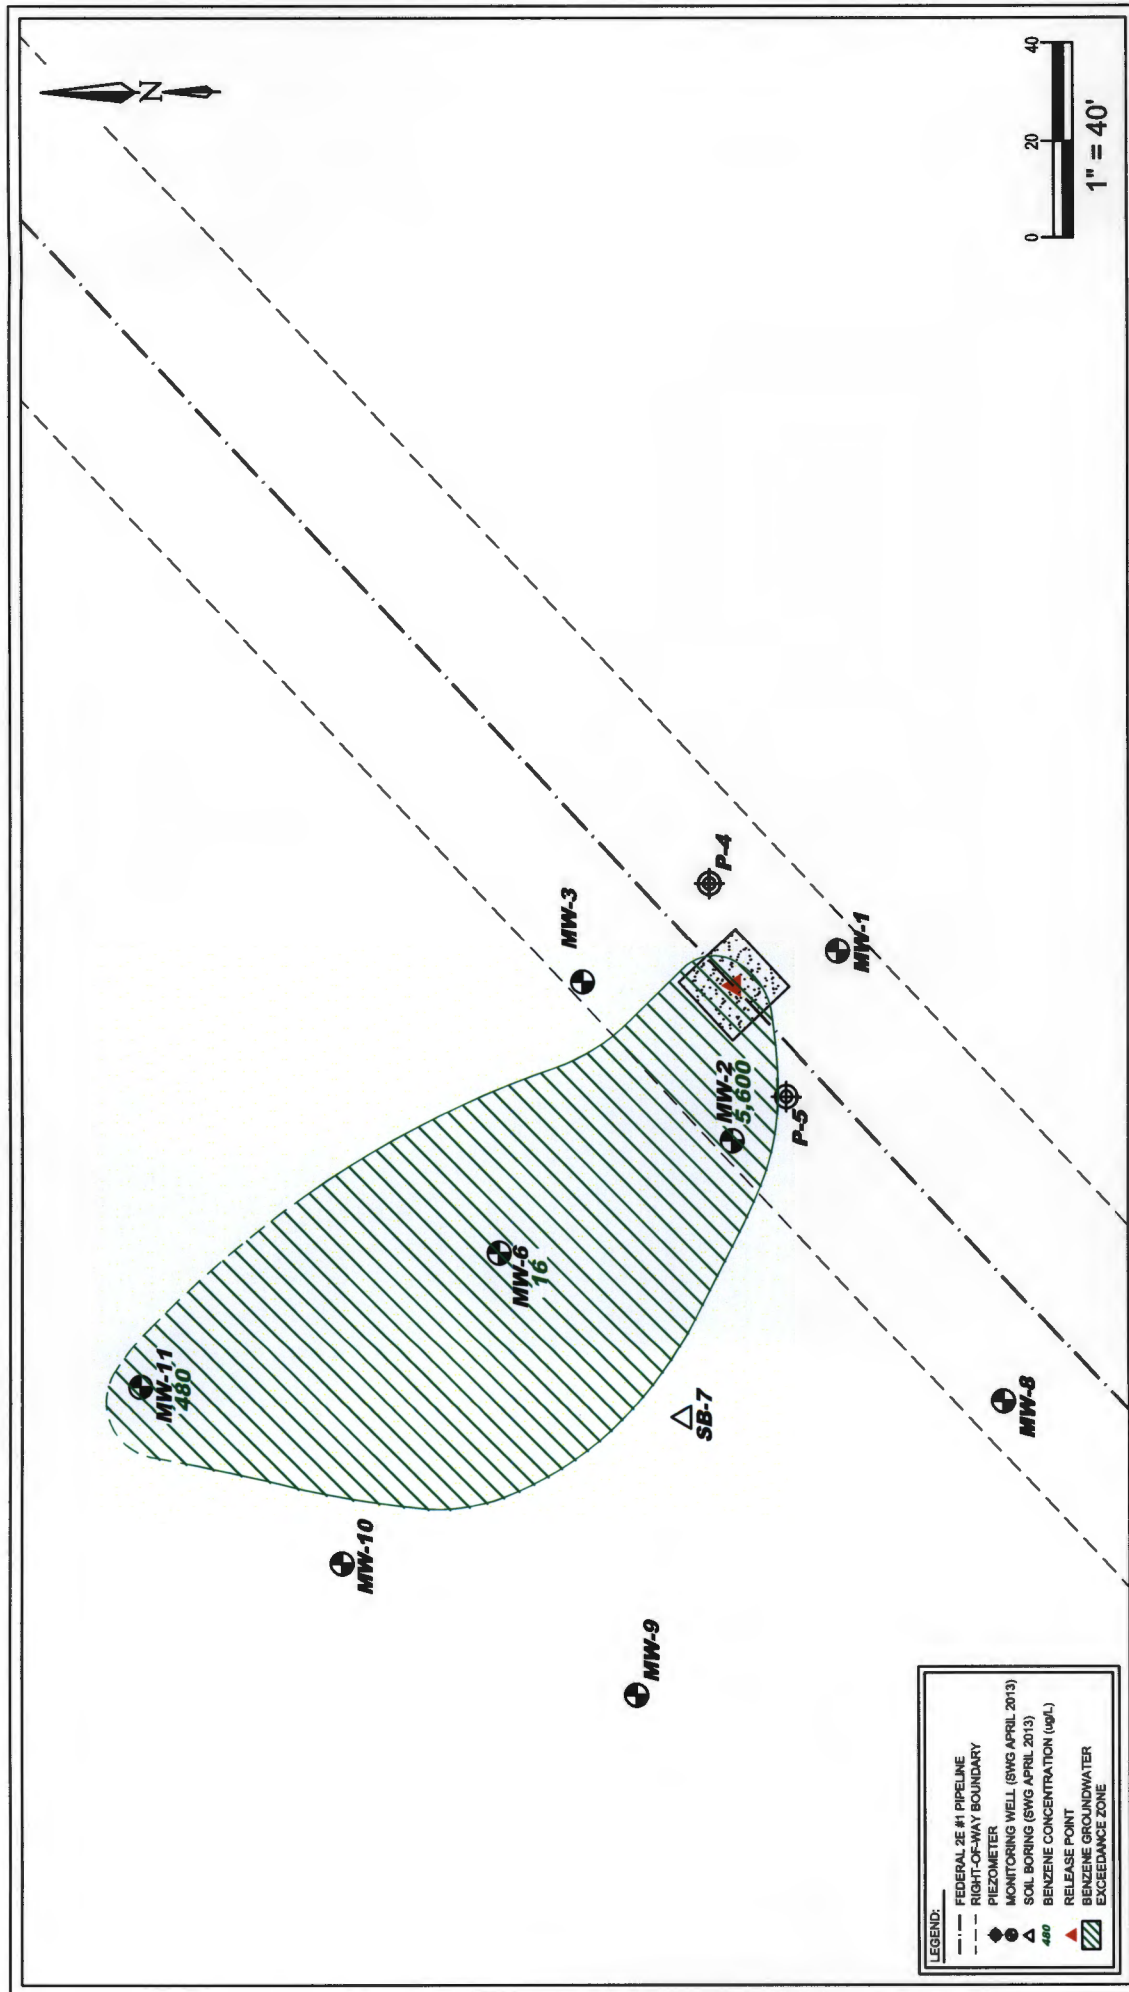 N
MW-11
480
MW-10
MW-6
16
MW-3
MW-9
SB-7
MW-2
5,600
P-4
P-5
MW-1
MW-8
0
20
40
1" = 40'
LEGEND:
FEDERAL 2E #1 PIPELINE
RIGHT-OF-WAY BOUNDARY
PIEZOMETER
MONITORING WELL (SWG APRIL 2013)
SOIL BORING (SWG APRIL 2013)
480 BENZENE CONCENTRATION (ug/L)
RELEASE POINT
BENZENE GROUNDWATER
EXCEEDANCE ZONE